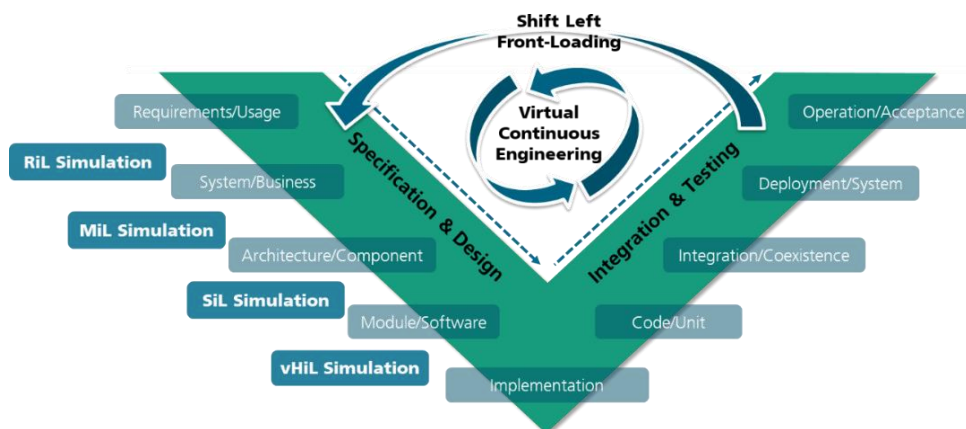 Shift Left
Front-Loading
Virtual
Continuous
Engineering
Requirements/Usage
Operation/Acceptance
RiL Simulation
System/Business
Deployment/System
MiL Simulation
Architecture/Component
Integration/Coexistence
SiL Simulation
Module/Software
Code/Unit
vHiL Simulation
Implementation
Specification & Design
Integration & Testing